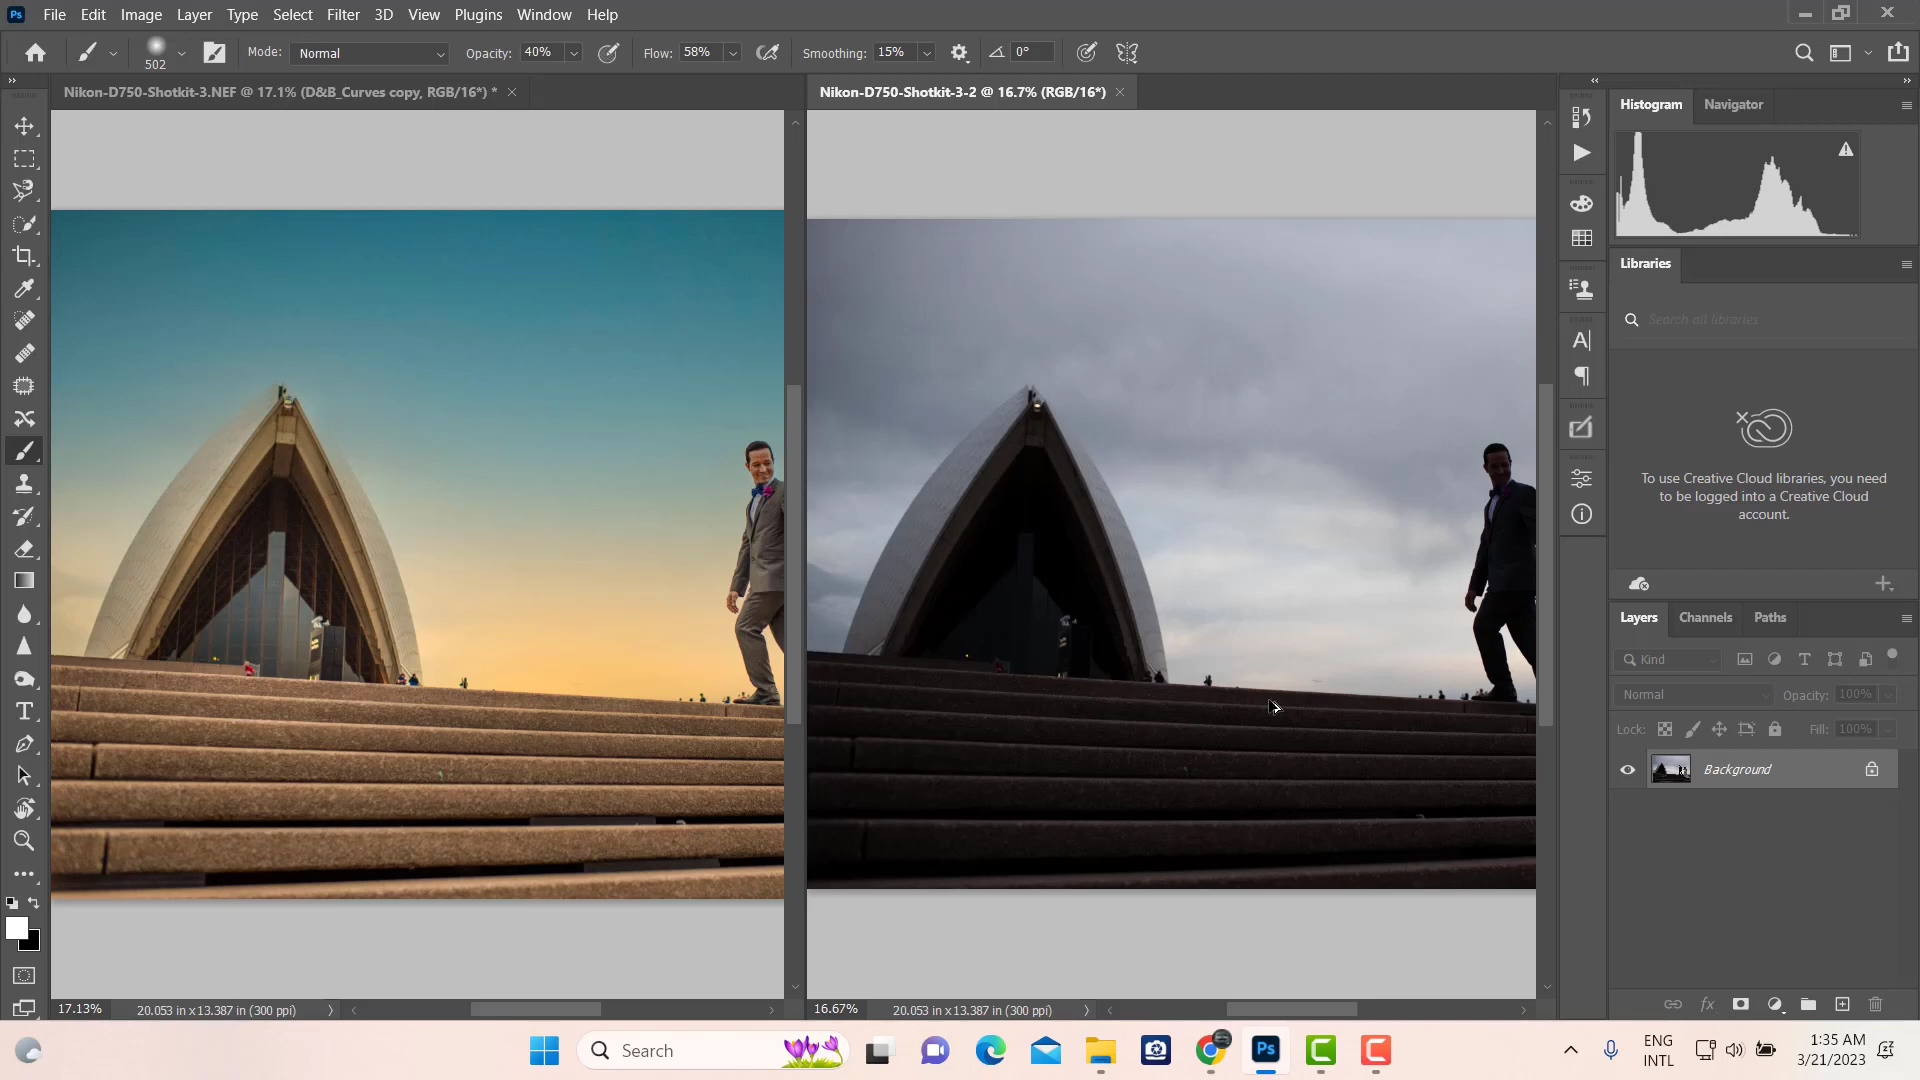 Ps File Edit Image Layer Type Select Filter 3D View Plugins Window Help
502 Mode: Normal Opacity: 40% Flow: 58% Smoothing: 15% 0°
Nikon-D750-Shotkit-3.NEF @ 17.1% (D&B_Curves copy, RGB/16*) *
Nikon-D750-Shotkit-3-2 @ 16.7% (RGB/16*)
Histogram Navigator
Libraries
Search all libraries
To use Creative Cloud libraries, you need
to be logged into a Creative Cloud
account.
Layers Channels Paths
Kind
Normal Opacity: 100%
Lock: Fill: 100%
Background
17.13% 20.053 in x 13.387 in (300 ppi)
16.67% 20.053 in x 13.387 in (300 ppi)
Search
Ps
ENG
INTL
1:35 AM
3/21/2023